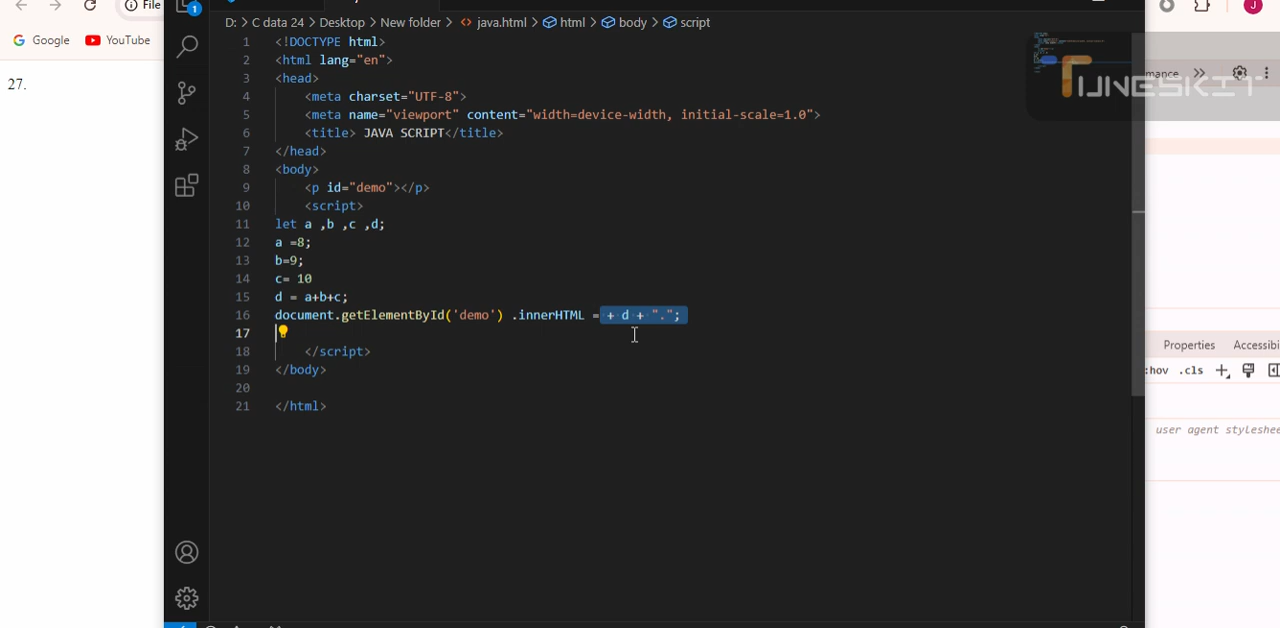 File
J
Google YouTube
1
D: > C data 24 > Desktop > New folder > <> java.html > html > body > script
27.
1 <!DOCTYPE html>
2 <html lang="en">
3 <head>
4 <meta charset="UTF-8">
5 <meta name="viewport" content="width=device-width, initial-scale=1.0">
6 <title> JAVA SCRIPT</title>
7 </head>
8 <body>
9 <p id="demo"></p>
10 <script>
11 let a ,b ,c ,d;
12 a =8;
13 b=9;
14 c= 10
15 d = a+b+c;
16 document.getElementById('demo') .innerHTML = + d + ".";
17
18 </script>
19 </body>
20
21 </html>
TUNESKIT
Properties
:hov .cls
user agent